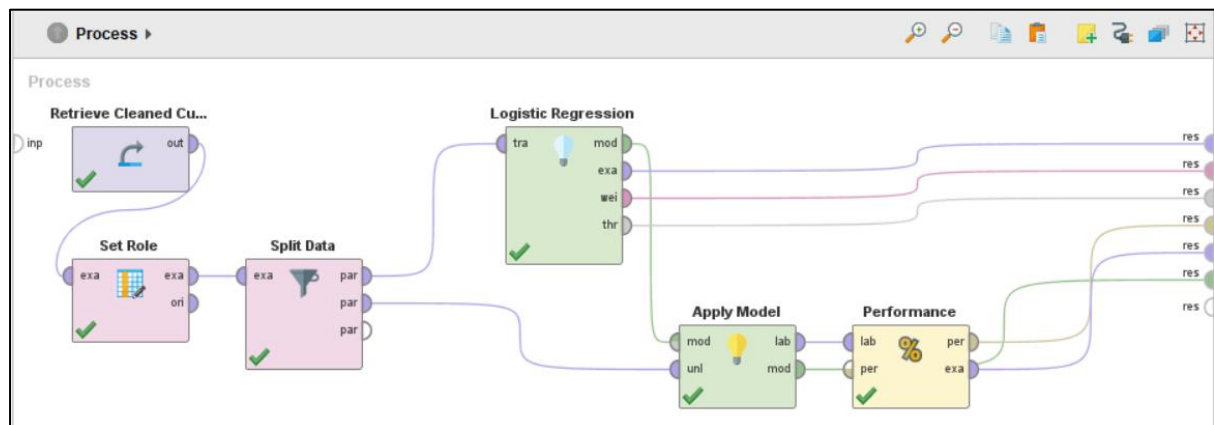 Process
Process
Retrieve Cleaned Cu...
inp
out
Set Role
exa
exa
ori
Split Data
exa
par
par
par
Logistic Regression
tra
mod
exa
wei
thr
Apply Model
mod
lab
unl
mod
Performance
lab
per
per
exa
res
res
res
res
res
res
res